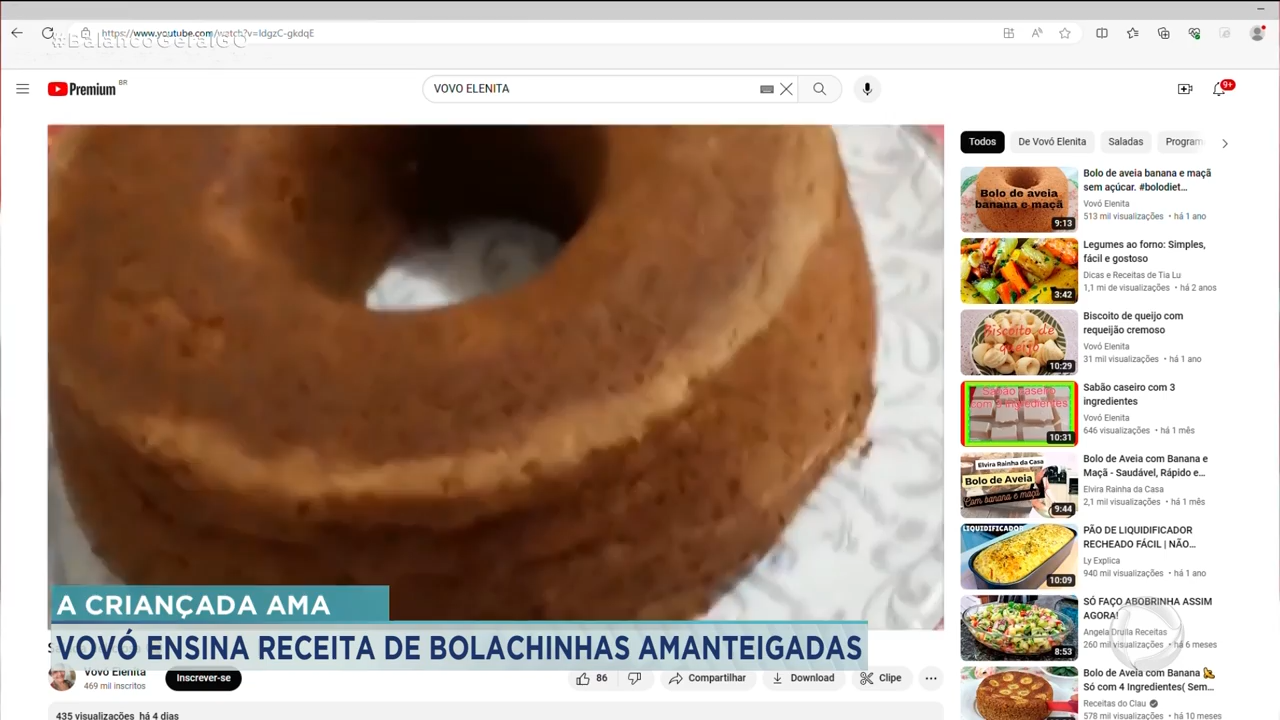 https://www.youtube.com/watch?v=ldgzC-gkdqE
#BalancoGeralGO
Premium
BR
VOVO ELENITA
9+
Todos
De Vovó Elenita
Saladas
Program
Bolo de aveia banana e maçã
9:13
Bolo de aveia banana e maçã
sem açúcar. #bolodiet...
Vovó Elenita
513 mil visualizações • há 1 ano
3:42
Legumes ao forno: Simples,
fácil e gostoso
Dicas e Receitas de Tia Lu
1,1 mi de visualizações • há 2 anos
Biscoito de
queijo
10:29
Biscoito de queijo com
requeijão cremoso
Vovó Elenita
31 mil visualizações • há 1 ano
Sabão caseiro
com 3 ingredientes
10:31
Sabão caseiro com 3
ingredientes
Vovó Elenita
646 visualizações • há 1 mês
Elvira Rainha da Casa
Bolo de Aveia
Com banana e maçã
9:44
Bolo de Aveia com Banana e
Maçã - Saudável, Rápido e...
Elvira Rainha da Casa
2,1 mil visualizações • há 1 mês
LIQUIDIFICADOR
10:09
PÃO DE LIQUIDIFICADOR
RECHEADO FÁCIL | NÃO...
Ly Explica
940 mil visualizações • há 1 ano
8:53
SÓ FAÇO ABOBRINHA ASSIM
AGORA!
Angela Druila Receitas
260 mil visualizações • há 6 meses
Bolo de Aveia com Banana
Só com 4 Ingredientes( Sem...
Receitas do Clau
578 mil visualizações • há 10 meses
A CRIANÇADA AMA
VOVÓ ENSINA RECEITA DE BOLACHINHAS AMANTEIGADAS
Vovó Elenita
469 mil inscritos
Inscrever-se
86
Compartilhar
Download
Clipe
435 visualizações há 4 dias